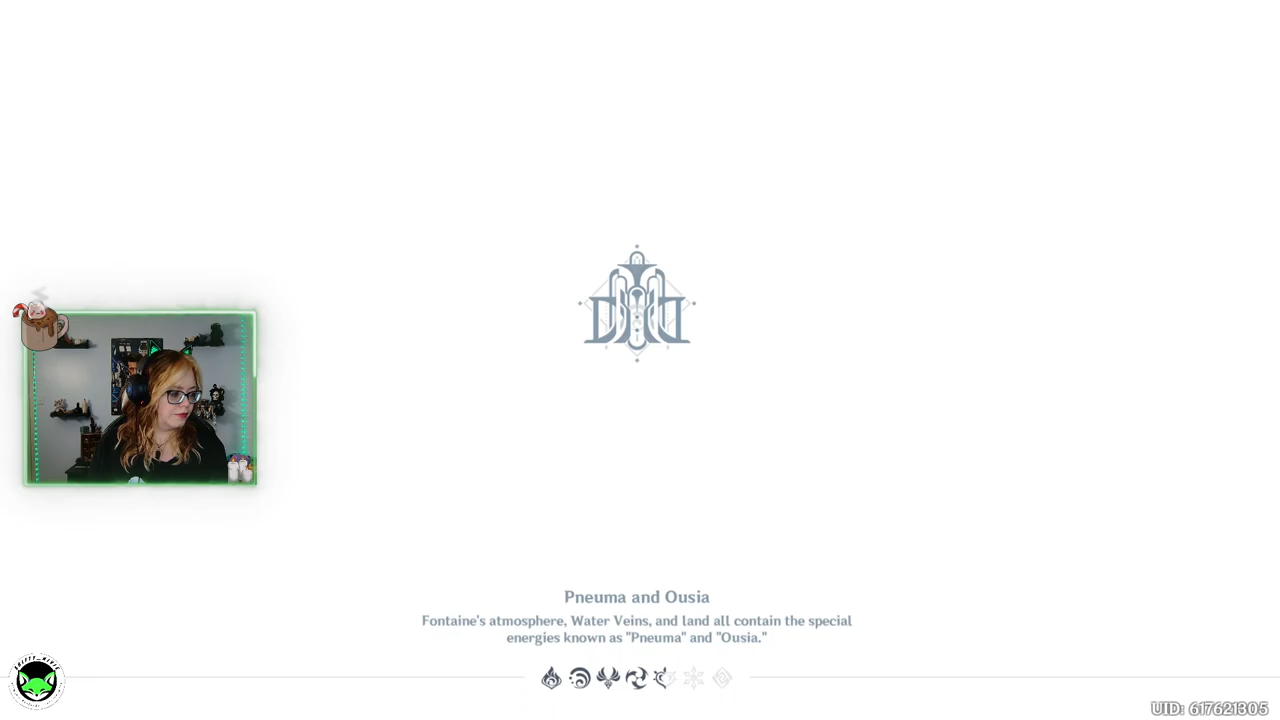 Pneuma and Ousia
Fontaine's atmosphere, Water Veins, and land all contain the special
energies known as "Pneuma" and "Ousia."
UID: 617621305